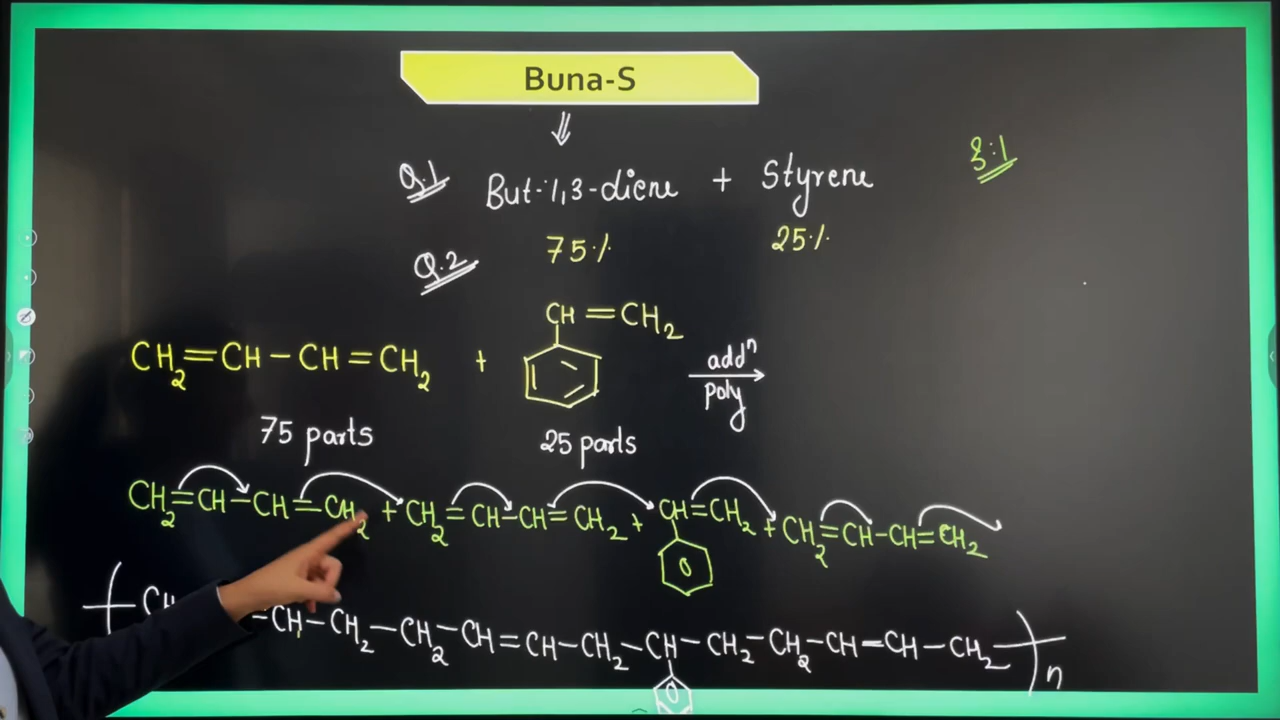 Buna-S
⇓
Q.1 But-1,3-diene + Styrene 3:1
Q.2 75% 25%
CH=CH₂
CH₂=CH-CH=CH₂ + addⁿ poly
75 parts 25 parts
CH₂=CH-CH=CH₂ + CH₂=CH-CH=CH₂ + CH=CH₂ + CH₂=CH-CH=CH₂
-CH-CH₂-CH₂-CH=CH-CH₂-CH-CH₂-CH₂-CH=CH-CH₂)n